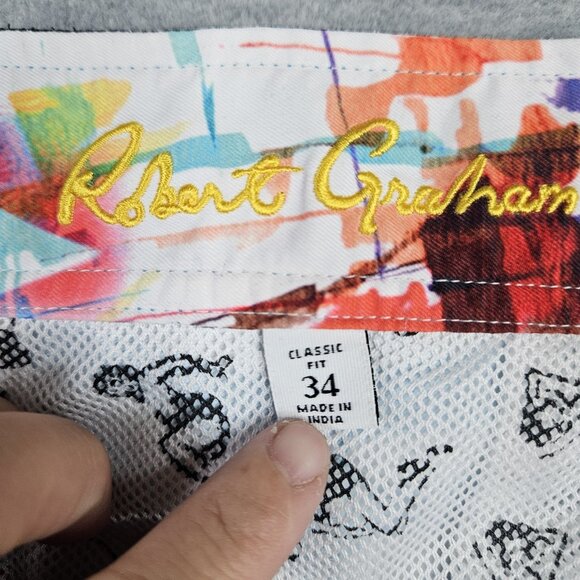 Robert Graham
CLASSIC
FIT
34
MADE IN
INDIA